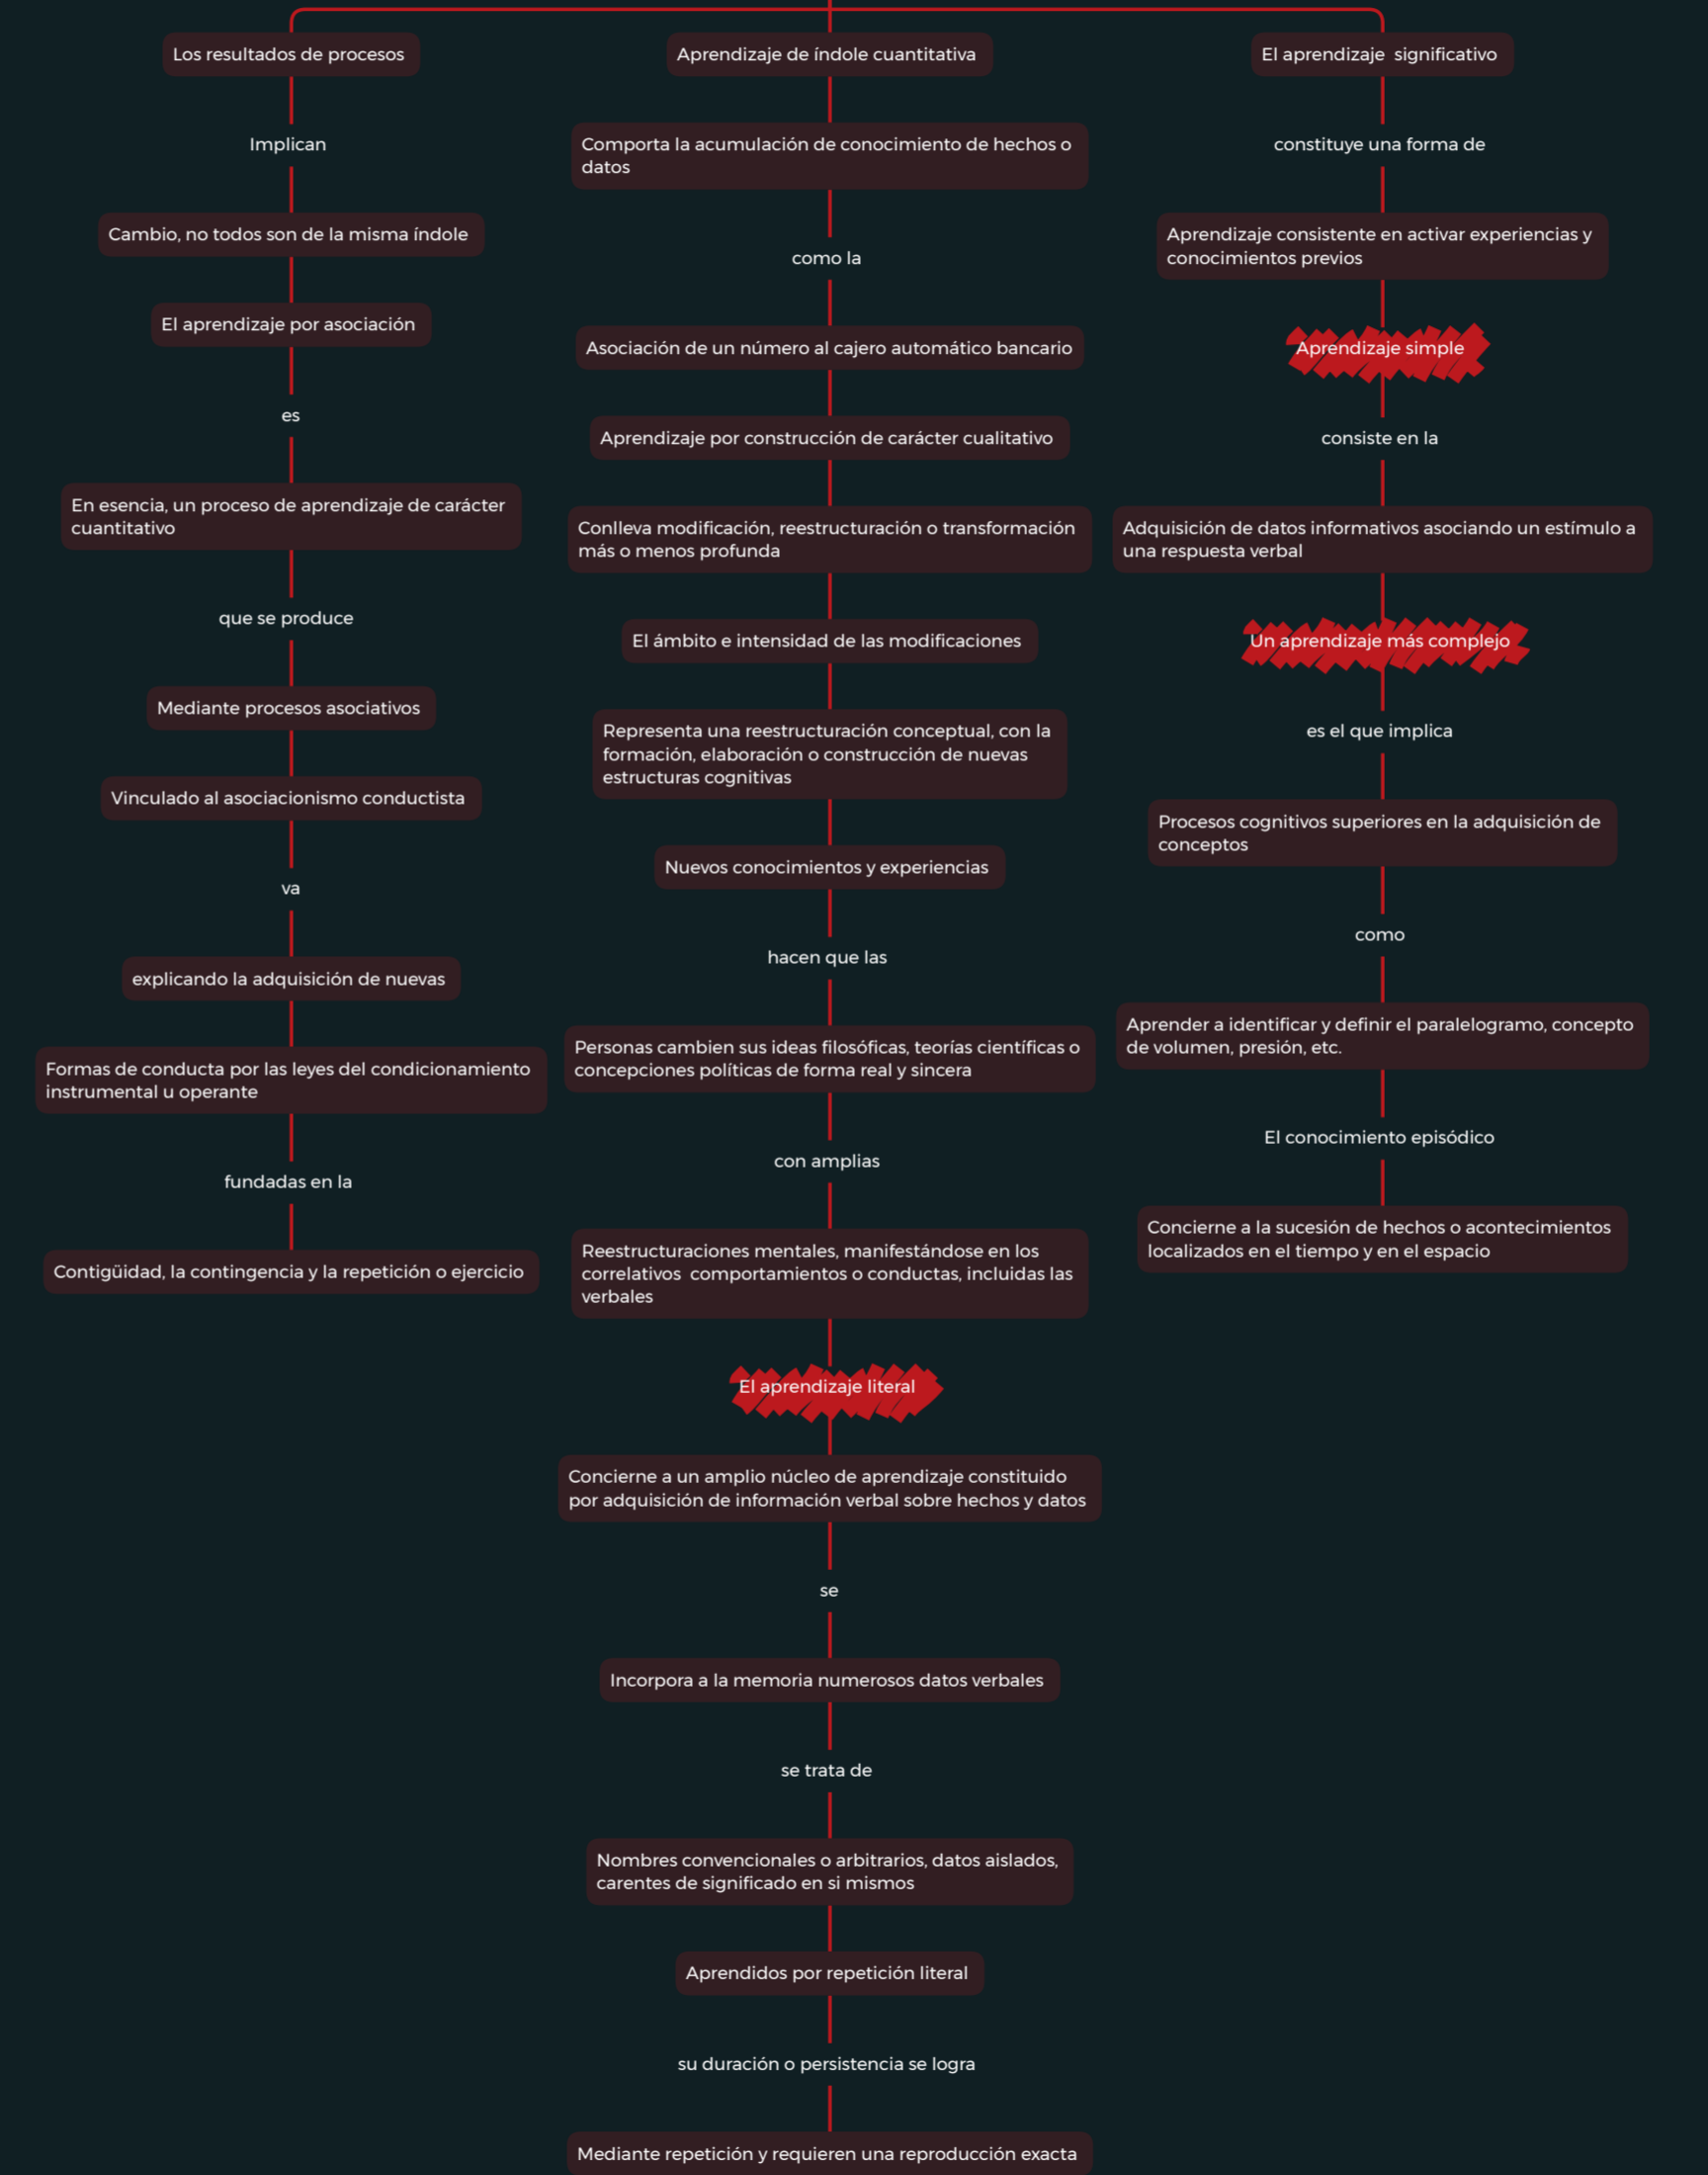 Los resultados de procesos
Implican
Cambio, no todos son de la misma índole
El aprendizaje por asociación
es
En esencia, un proceso de aprendizaje de carácter
cuantitativo
que se produce
Mediante procesos asociativos
Vinculado al asociacionismo conductista
va
explicando la adquisición de nuevas
Formas de conducta por las leyes del condicionamiento
instrumental u operante
fundadas en la
Contigüidad, la contingencia y la repetición o ejercicio
Aprendizaje de índole cuantitativa
Comporta la acumulación de conocimiento de hechos o
datos
como la
Asociación de un número al cajero automático bancario
Aprendizaje por construcción de carácter cualitativo
Conlleva modificación, reestructuración o transformación
más o menos profunda
El ámbito e intensidad de las modificaciones
Representa una reestructuración conceptual, con la
formación, elaboración o construcción de nuevas
estructuras cognitivas
Nuevos conocimientos y experiencias
hacen que las
Personas cambien sus ideas filosóficas, teorías científicas o
concepciones políticas de forma real y sincera
con amplias
Reestructuraciones mentales, manifestándose en los
correlativos comportamientos o conductas, incluidas las
verbales
El aprendizaje literal
Concierne a un amplio núcleo de aprendizaje constituido
por adquisición de información verbal sobre hechos y datos
se
Incorpora a la memoria numerosos datos verbales
se trata de
Nombres convencionales o arbitrarios, datos aislados,
carentes de significado en si mismos
Aprendidos por repetición literal
su duración o persistencia se logra
Mediante repetición y requieren una reproducción exacta
El aprendizaje significativo
constituye una forma de
Aprendizaje consistente en activar experiencias y
conocimientos previos
Aprendizaje simple
consiste en la
Adquisición de datos informativos asociando un estímulo a
una respuesta verbal
Un aprendizaje más complejo
es el que implica
Procesos cognitivos superiores en la adquisición de
conceptos
como
Aprender a identificar y definir el paralelogramo, concepto
de volumen, presión, etc.
El conocimiento episódico
Concierne a la sucesión de hechos o acontecimientos
localizados en el tiempo y en el espacio